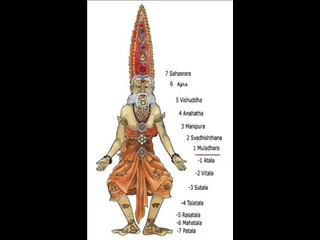 7 Sahasrara
6 Ajna
5 Vishuddha
4 Anahatha
3 Manipura
2 Svadhishthana
1 Muladhara
-1 Atala
-2 Vitala
-3 Sutala
-4 Talatala
-5 Rasatala
-6 Mahatala
-7 Patala